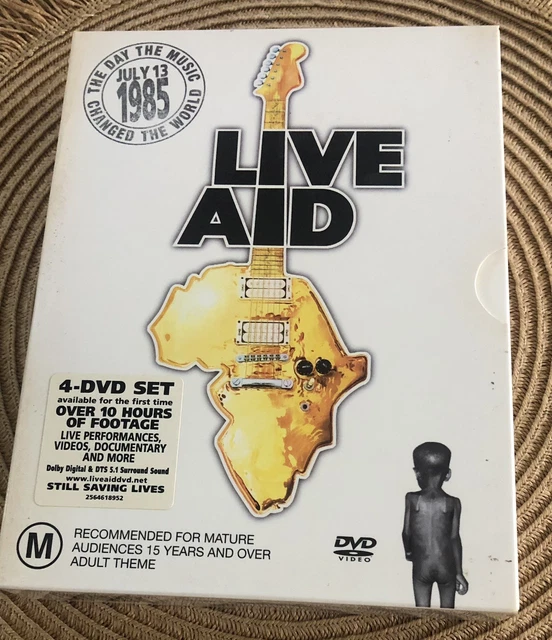 THE DAY THE MUSIC
JULY 13
1985
CHANGED THE WORLD
LIVE
AID
4-DVD SET
available for the first time
OVER 10 HOURS
OF FOOTAGE
LIVE PERFORMANCES,
VIDEOS, DOCUMENTARY
AND MORE
Dolby Digital & DTS 5.1 Surround Sound
www.liveaiddvd.net
STILL SAVING LIVES
2564618952
M
RECOMMENDED FOR MATURE
AUDIENCES 15 YEARS AND OVER
ADULT THEME
DVD
VIDEO